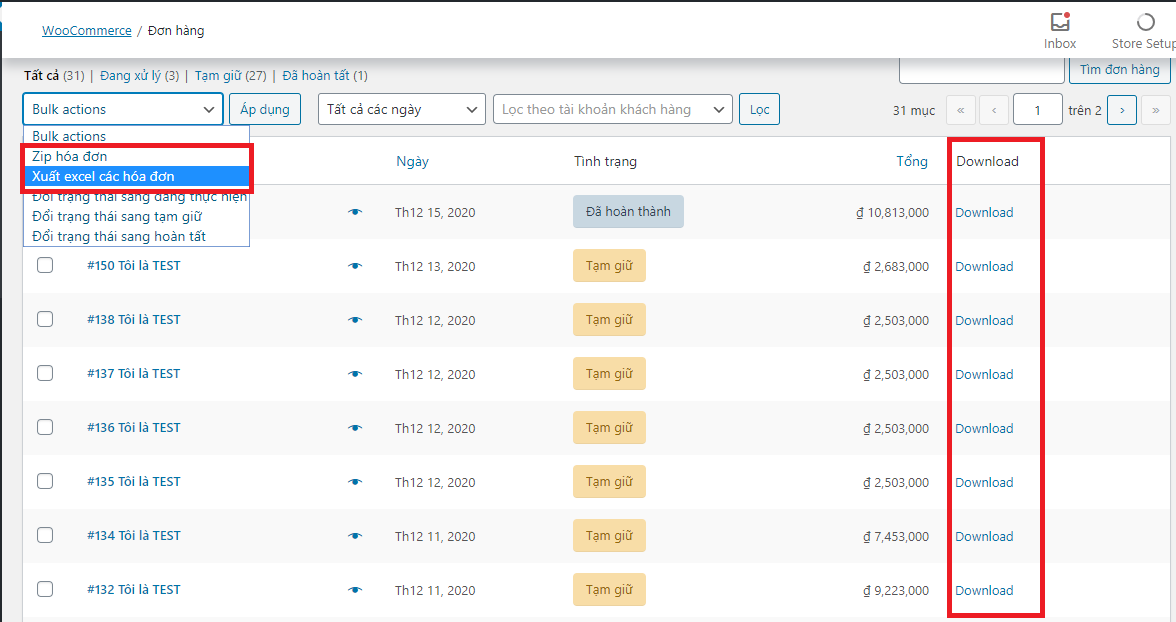 WooCommerce / Đơn hàng
Inbox
Store Setup
Tất cả (31) | Đang xử lý (3) | Tạm giữ (27) | Đã hoàn tất (1)
Tìm đơn hàng
Bulk actions
Áp dụng
Tất cả các ngày
Lọc theo tài khoản khách hàng
Lọc
31 mục « ‹ 1 trên 2 › »
Bulk actions
Zip hóa đơn
Xuất excel các hóa đơn
Đổi trạng thái sang đang thực hiện
Đổi trạng thái sang tạm giữ
Đổi trạng thái sang hoàn tất
Ngày Tình trạng Tổng Download
Th12 15, 2020 Đã hoàn thành ₫ 10,813,000 Download
#150 Tôi là TEST Th12 13, 2020 Tạm giữ ₫ 2,683,000 Download
#138 Tôi là TEST Th12 12, 2020 Tạm giữ ₫ 2,503,000 Download
#137 Tôi là TEST Th12 12, 2020 Tạm giữ ₫ 2,503,000 Download
#136 Tôi là TEST Th12 12, 2020 Tạm giữ ₫ 2,503,000 Download
#135 Tôi là TEST Th12 12, 2020 Tạm giữ ₫ 2,503,000 Download
#134 Tôi là TEST Th12 11, 2020 Tạm giữ ₫ 7,453,000 Download
#132 Tôi là TEST Th12 11, 2020 Tạm giữ ₫ 9,223,000 Download